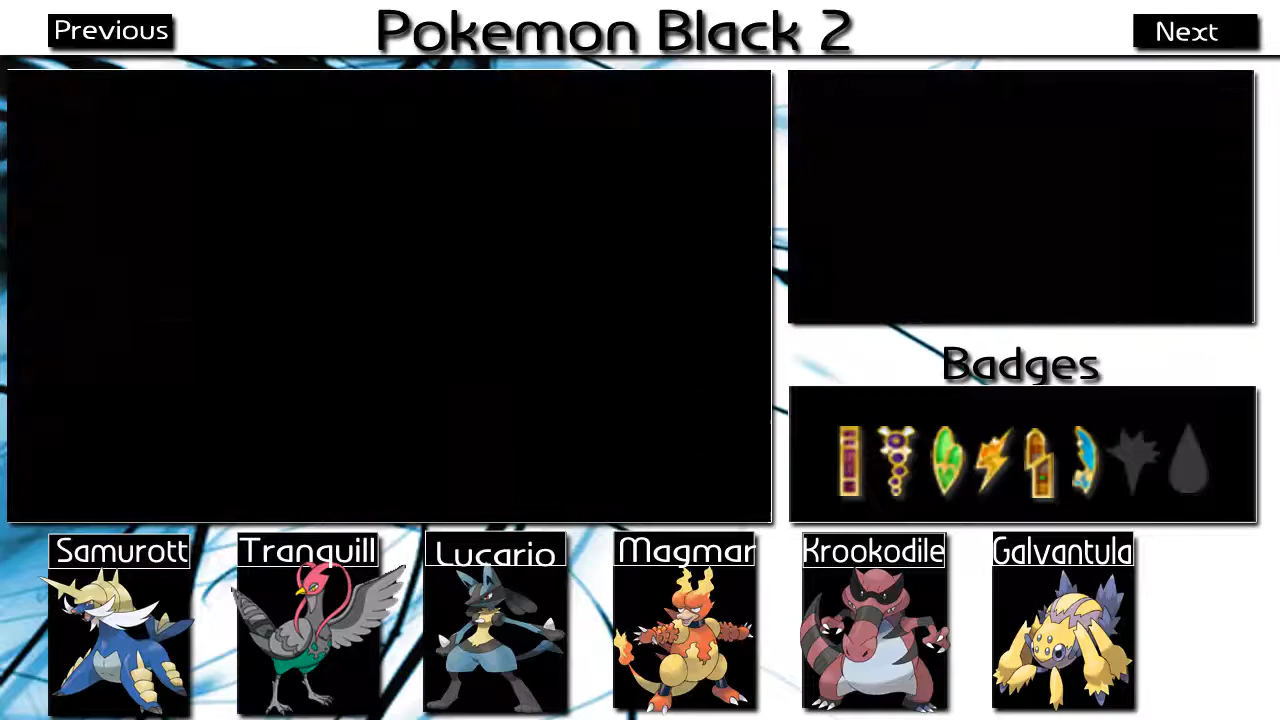 Previous
Pokemon Black 2
Next
Badges
Samurott
Tranquill
Lucario
Magmar
Krookodile
Galvantula